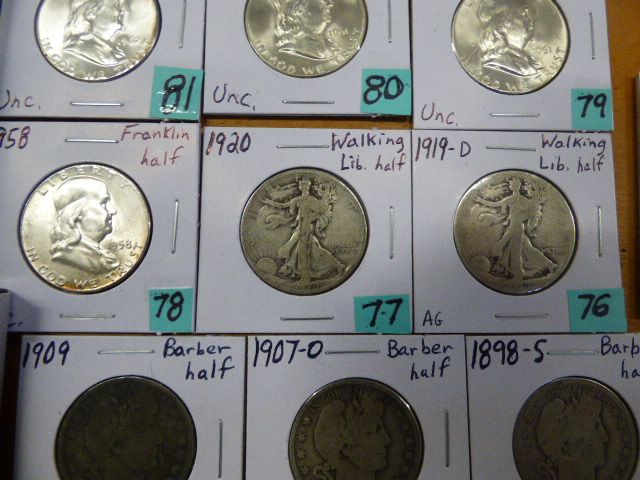 Unc.
81
Unc.
80
Unc.
79
Franklin
half
LIBERTY
IN GOD WE TRUST
1958
78
1920
Walking
Lib. half
77
1919-D
Walking
Lib. half
AG
76
1909
Barber
half
1907-O
Barber
half
1898-S